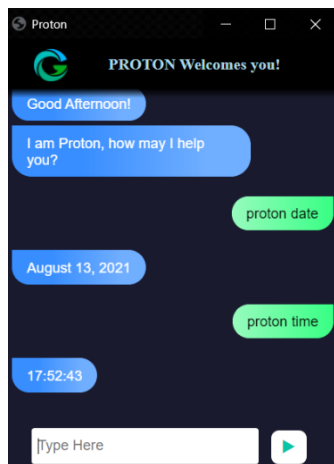 Proton
PROTON Welcomes you!
Good Afternoon!
I am Proton, how may I help
you?
proton date
August 13, 2021
proton time
17:52:43
Type Here